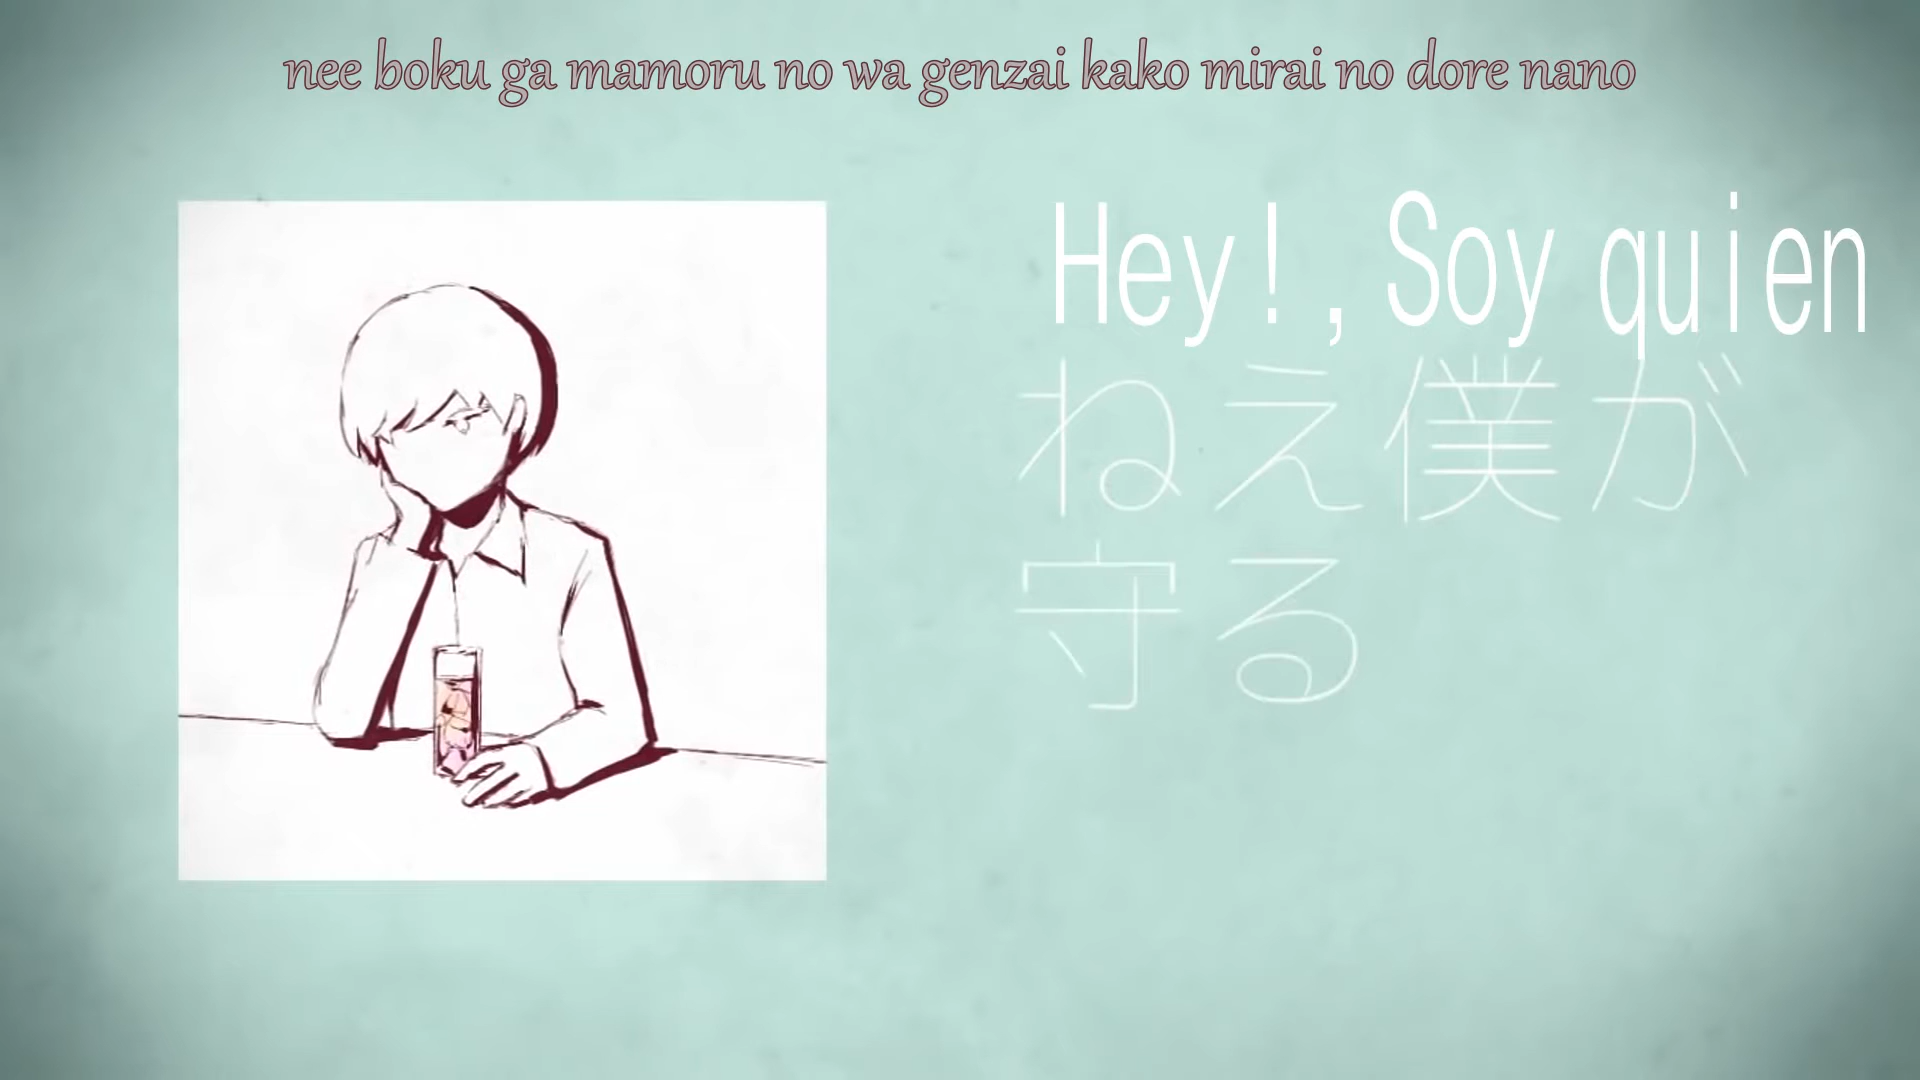 nee boku ga mamoru no wa genzai kako mirai no dore nano
Hey!, Soy quien
ねえ僕が
守る